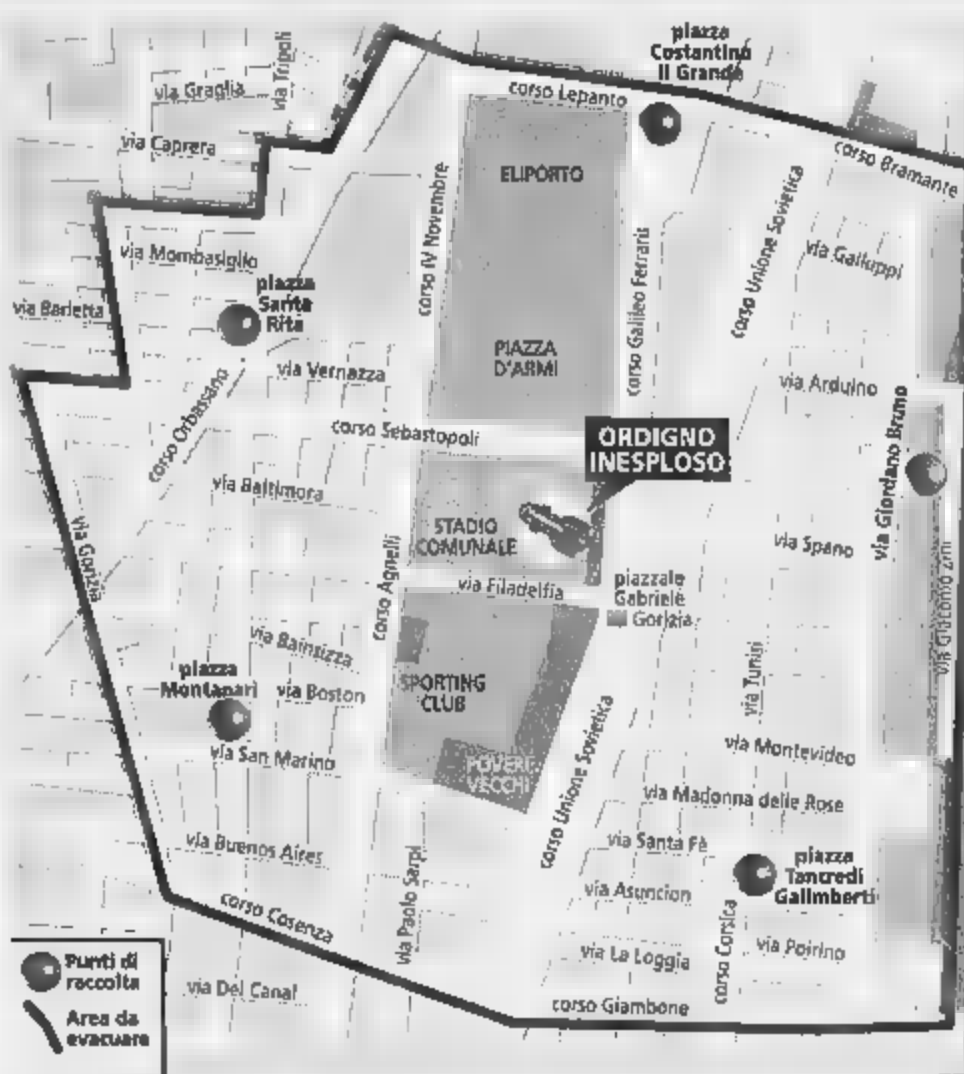 piazza
Costantino
Il Grande
via Tripoli
via Graglia
corso Lepanto
via Caprera
corso Bramante
ELIPORTO
corso IV Novembre
corso Unione Sovietica
via Mombasiglio
via Galluppi
corso Galileo Ferraris
piazza
Santa
Rita
via Barletta
PIAZZA
D'ARMI
via Vernazza
via Arduino
corso Orbassano
corso Sebastopoli
ORDIGNO
INESPLOSO
via Giordano Bruno
via Baltimora
STADIO
COMUNALE
via Spano
via Gorizia
corso Agnelli
via Filadelfia
piazzale
Gabriele
Gorizia
via Giacomo Zini
via Bainsizza
via Tunisi
piazza
Montanari
via Boston
SPORTING
CLUB
via San Marino
POVERI
VECCHI
corso Unione Sovietica
via Montevideo
via Madonna delle Rose
via Buenos Aires
via Santa Fè
via Paolo Sarpi
piazza
Tancredi
Galimberti
via Asuncion
corso Cosenza
corso Corsica
via La Loggia
via Poirino
Punti di
raccolta
via Del Canal
corso Giambone
Area da
evacuare